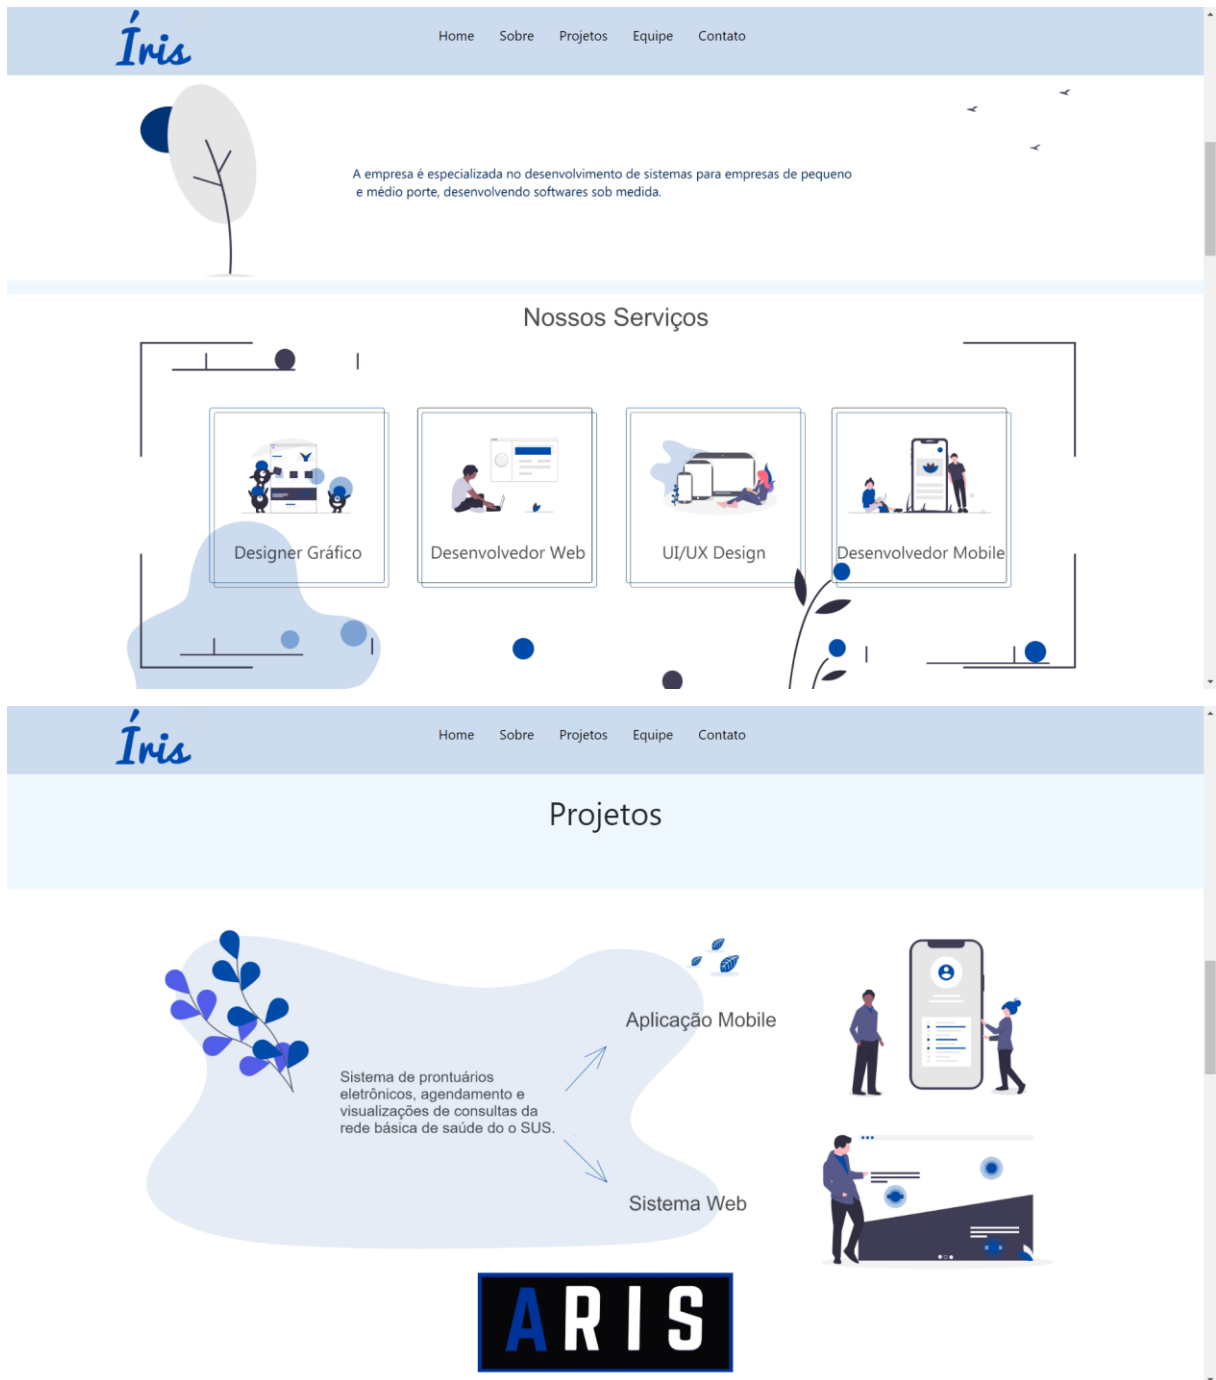 Íris
Home Sobre Projetos Equipe Contato
A empresa é especializada no desenvolvimento de sistemas para empresas de pequeno
e médio porte, desenvolvendo softwares sob medida.
Nossos Serviços
Designer Gráfico
Desenvolvedor Web
UI/UX Design
Desenvolvedor Mobile
Íris
Home Sobre Projetos Equipe Contato
Projetos
Aplicação Mobile
Sistema de prontuários
eletrônicos, agendamento e
visualizações de consultas da
rede básica de saúde do o SUS.
Sistema Web
ARIS